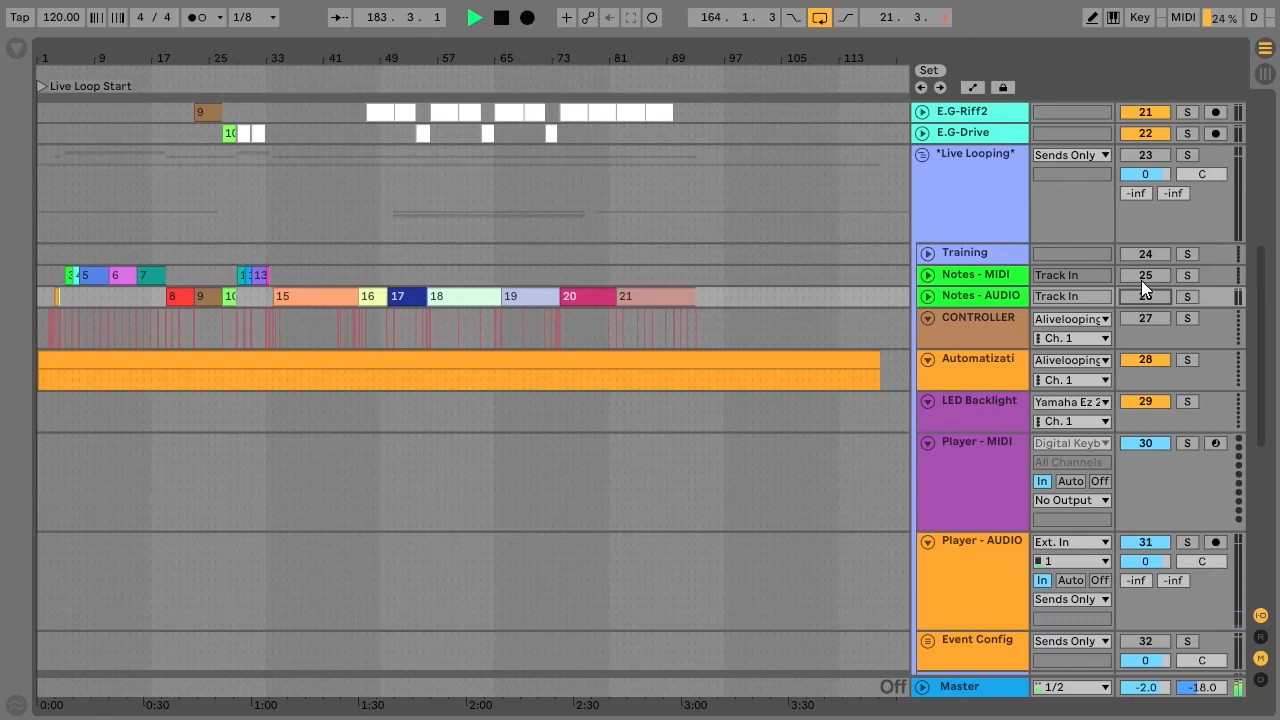 Tap 120.00 4 / 4 1/8 183. 3. 1 164. 1. 3 21. 3. 3 Key MIDI 24 % D
1 9 17 25 33 41 49 57 65 73 81 89 97 105 113
Set
Live Loop Start
9 E.G-Riff2 21 S
10 E.G-Drive 22 S
*Live Looping* Sends Only 23 S
0 C
-inf -inf
Training 24 S
5 6 7 13 Notes - MIDI Track In 25 S
8 9 10 15 16 17 18 19 20 21 Notes - AUDIO Track In S
CONTROLLER Alivelooping 27 S
Ch. 1
Automatizati Alivelooping 28 S
Ch. 1
LED Backlight Yamaha Ez 2 29 S
Ch. 1
Player - MIDI Digital Keyb 30 S
All Channels
In Auto Off
No Output
Player - AUDIO Ext. In 31 S
1 0 C
In Auto Off -inf -inf
Sends Only
Event Config Sends Only 32 S
0 C
R
M
D
Off Master 1/2 -2.0 -18.0
0:00 0:30 1:00 1:30 2:00 2:30 3:00 3:30